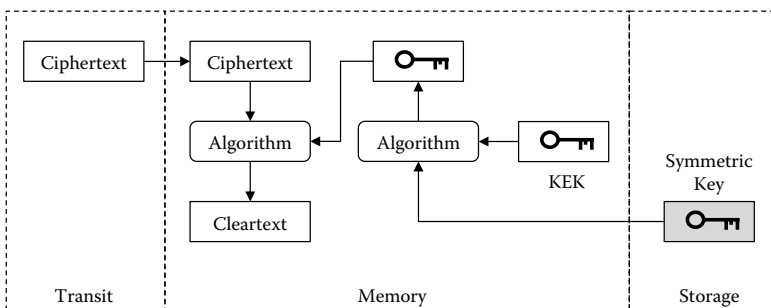 Ciphertext
Ciphertext
Algorithm
Algorithm
KEK
Symmetric
Key
Cleartext
Transit
Memory
Storage